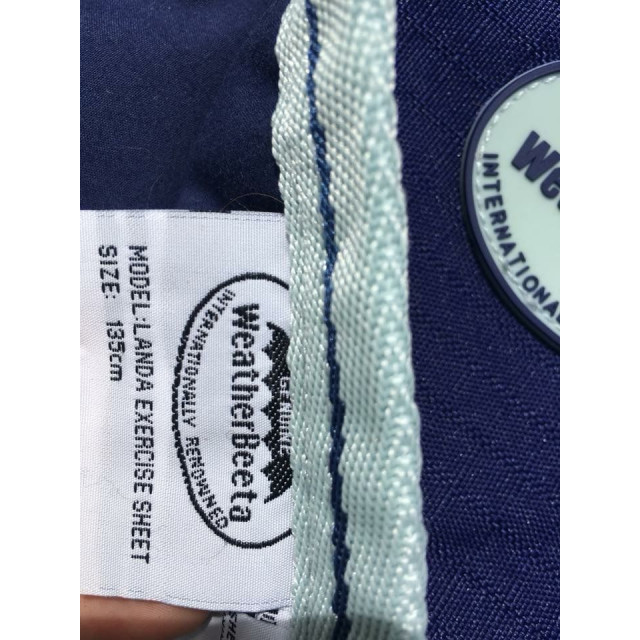 GENUINE
WeatherBeeta
INTERNATIONALLY RENOWNED
MODEL: LANDA EXERCISE SHEET
SIZE: 135cm
INTERNATIONAL